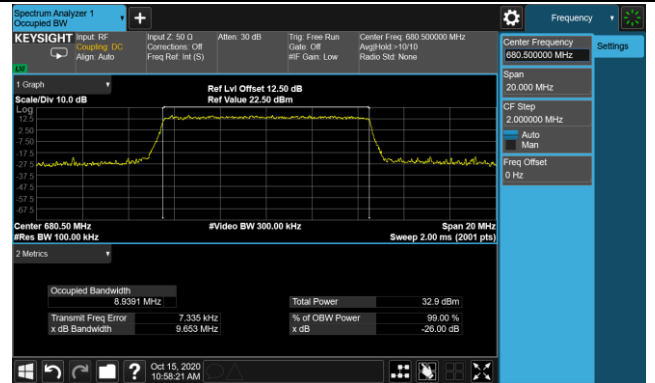 Spectrum Analyzer 1
Occupied BW
Frequency
KEYSIGHT
Input: RF
Coupling: DC
Align: Auto
Input Z: 50 Ω
Corrections: Off
Freq Ref: Int (S)
Atten: 30 dB
Trig: Free Run
Gate: Off
#IF Gain: Low
Center Freq: 680.500000 MHz
Avg|Hold:>10/10
Radio Std: None
LW
1 Graph
Scale/Div 10.0 dB
Ref Lvl Offset 12.50 dB
Ref Value 22.50 dBm
Log
12.5
2.50
-7.50
-17.5
-27.5
-37.5
-47.5
-57.5
-67.5
Center 680.50 MHz
#Res BW 100.00 kHz
#Video BW 300.00 kHz
Span 20 MHz
Sweep 2.00 ms (2001 pts)
2 Metrics
Occupied Bandwidth
8.9391 MHz
Total Power 32.9 dBm
Transmit Freq Error 7.335 kHz
% of OBW Power 99.00 %
x dB Bandwidth 9.653 MHz
x dB -26.00 dB
Oct 15, 2020
10:58:21 AM
Center Frequency
680.500000 MHz
Settings
Span
20.000 MHz
CF Step
2.000000 MHz
Auto
Man
Freq Offset
0 Hz